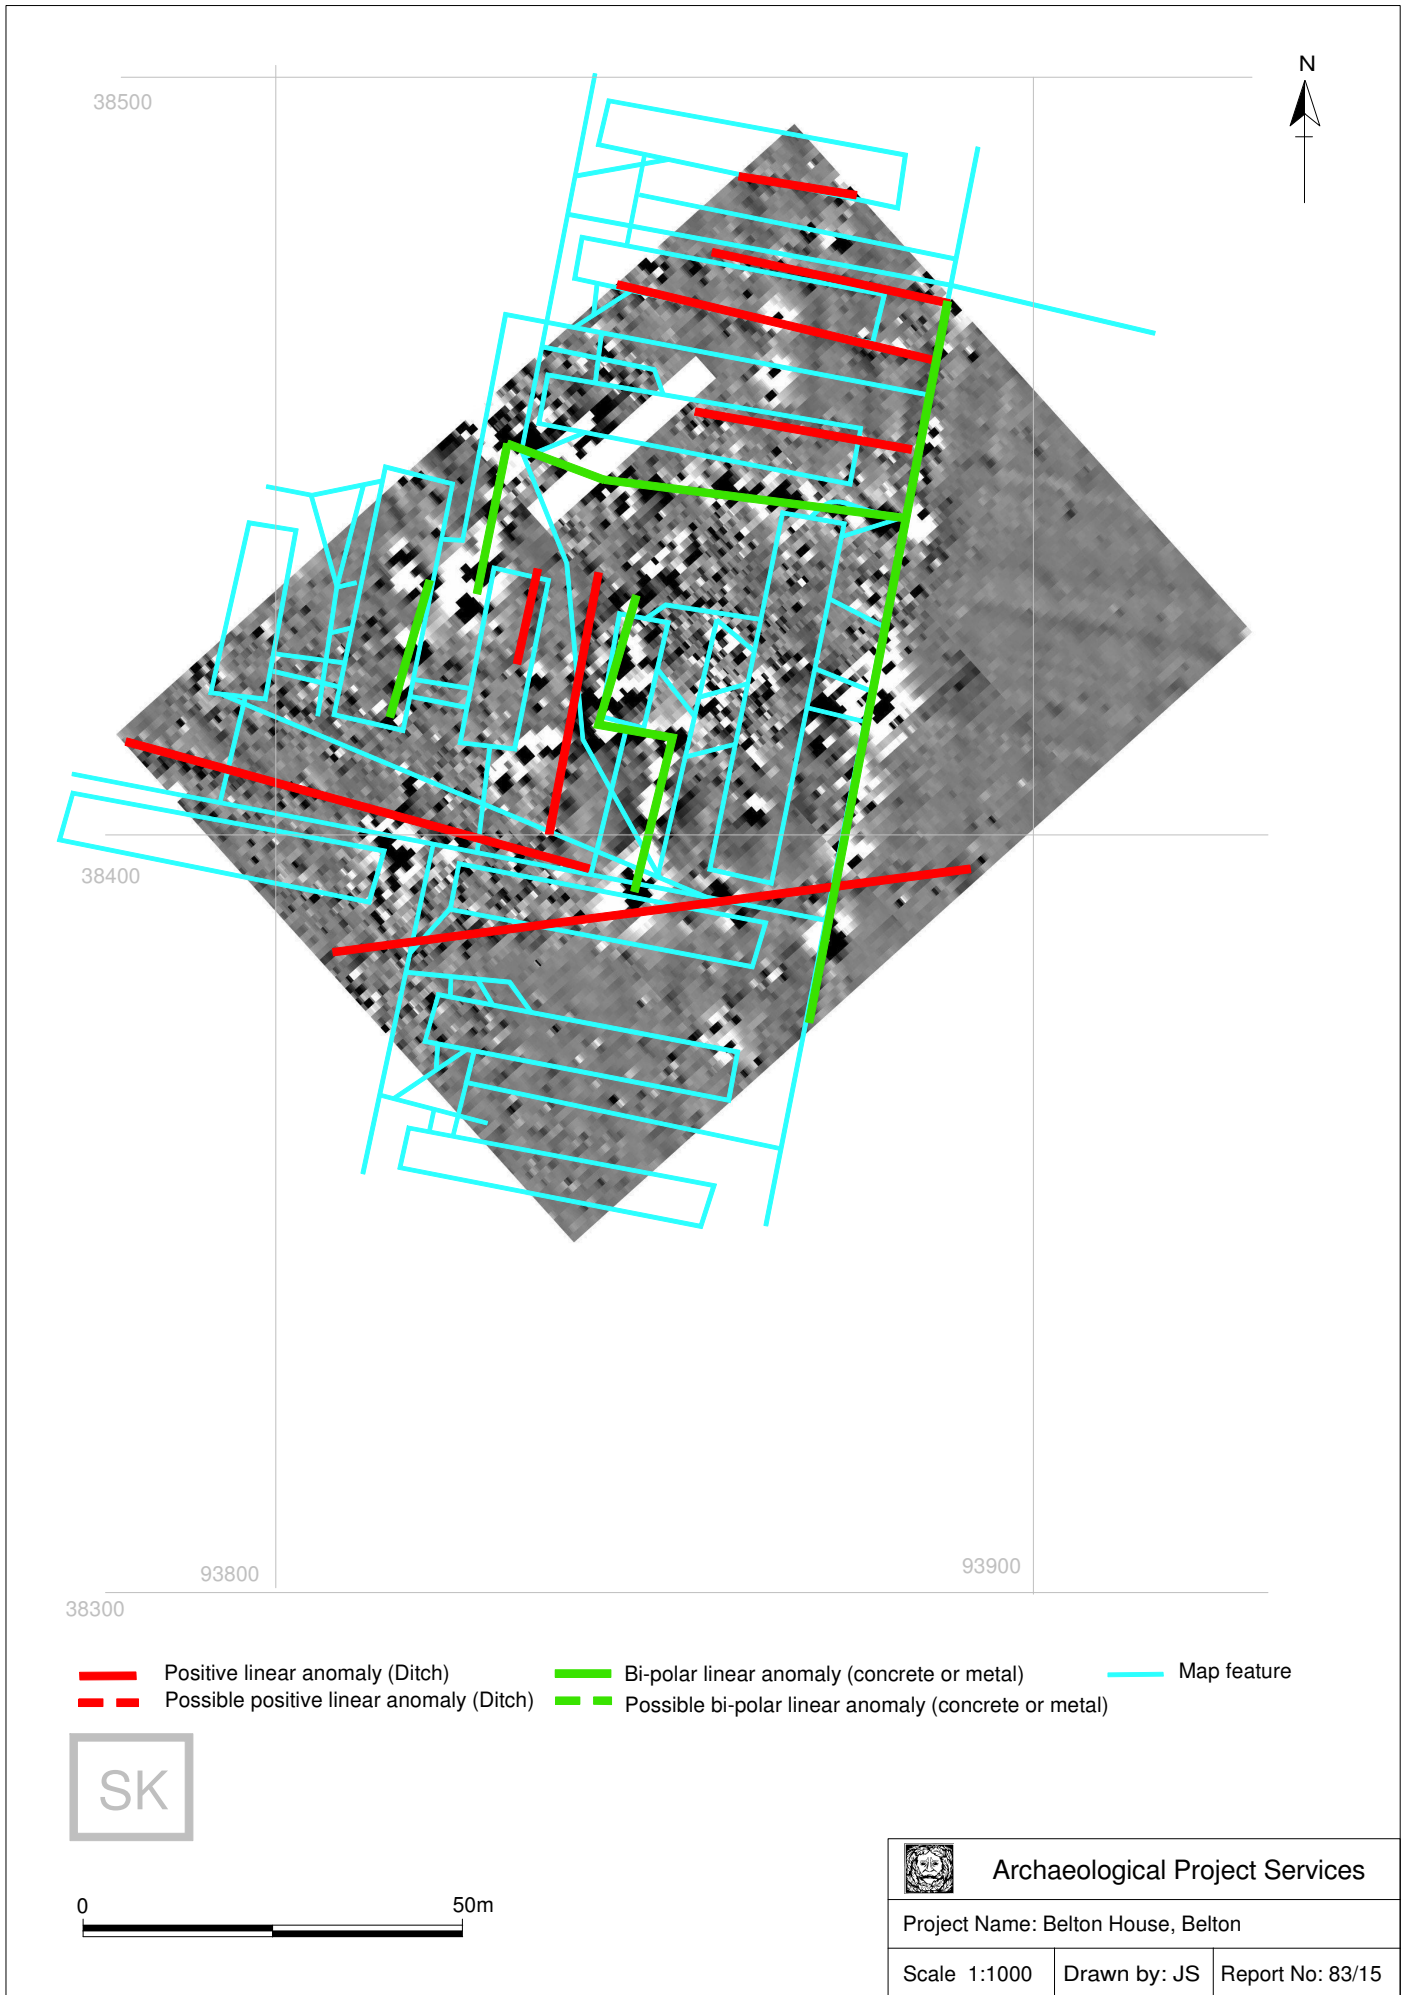 N
38500
38400
93800
93900
38300
Positive linear anomaly (Ditch)
Possible positive linear anomaly (Ditch)
Bi-polar linear anomaly (concrete or metal)
Possible bi-polar linear anomaly (concrete or metal)
Map feature
SK
0 50m
Archaeological Project Services
Project Name: Belton House, Belton
Scale 1:1000 Drawn by: JS Report No: 83/15